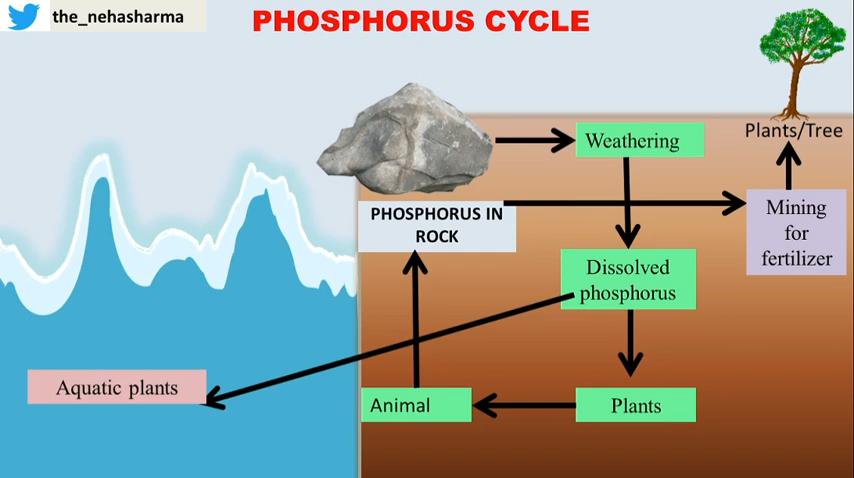 the_nehasharma
PHOSPHORUS CYCLE
Plants/Tree
Weathering
PHOSPHORUS IN
ROCK
Mining
for
fertilizer
Dissolved
phosphorus
Aquatic plants
Animal
Plants